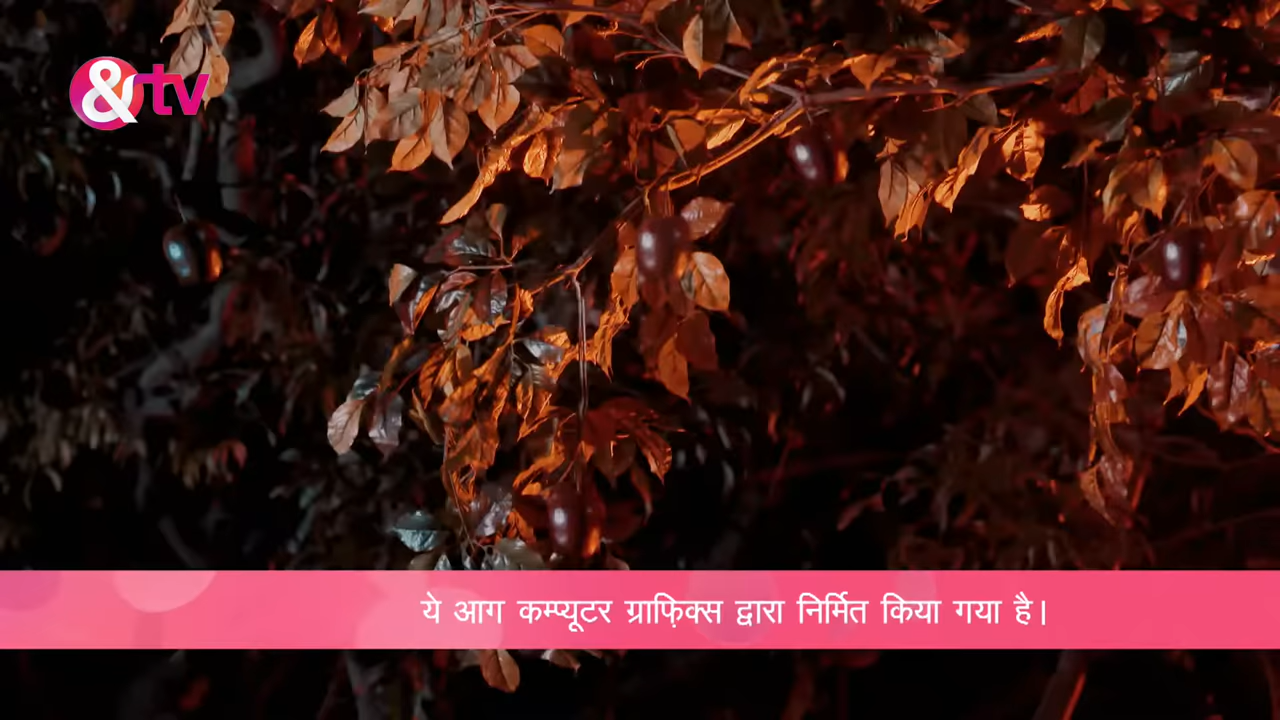 &tv
ये आग कम्प्यूटर ग्राफ़िक्स द्वारा निर्मित किया गया है।